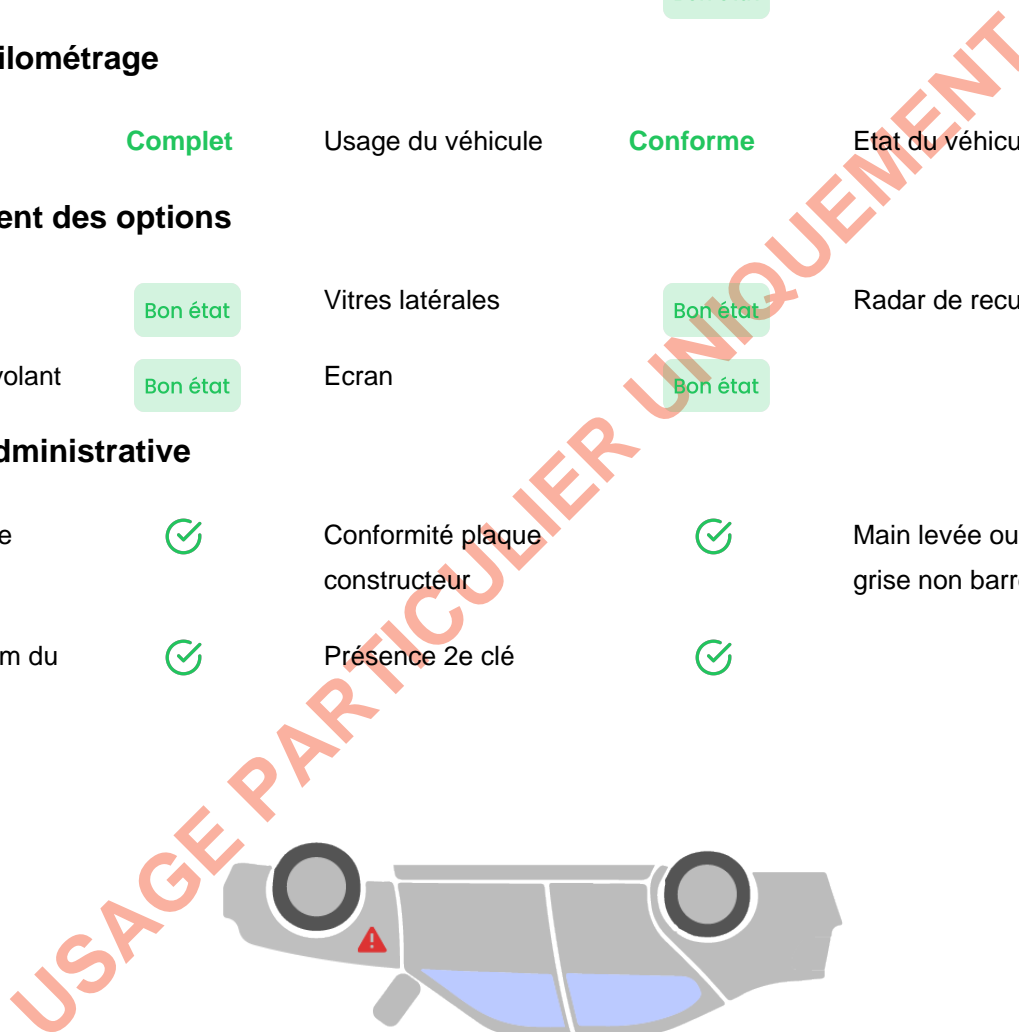 ilométrage
Complet Usage du véhicule Conforme Etat du véhicu
ent des options
Bon état Vitres latérales Bon état Radar de recu
volant Bon état Ecran Bon état
dministrative
e Conformité plaque Main levée ou
constructeur grise non barr
m du Présence 2e clé
USAGE PARTICULIER UNIQUEMENT